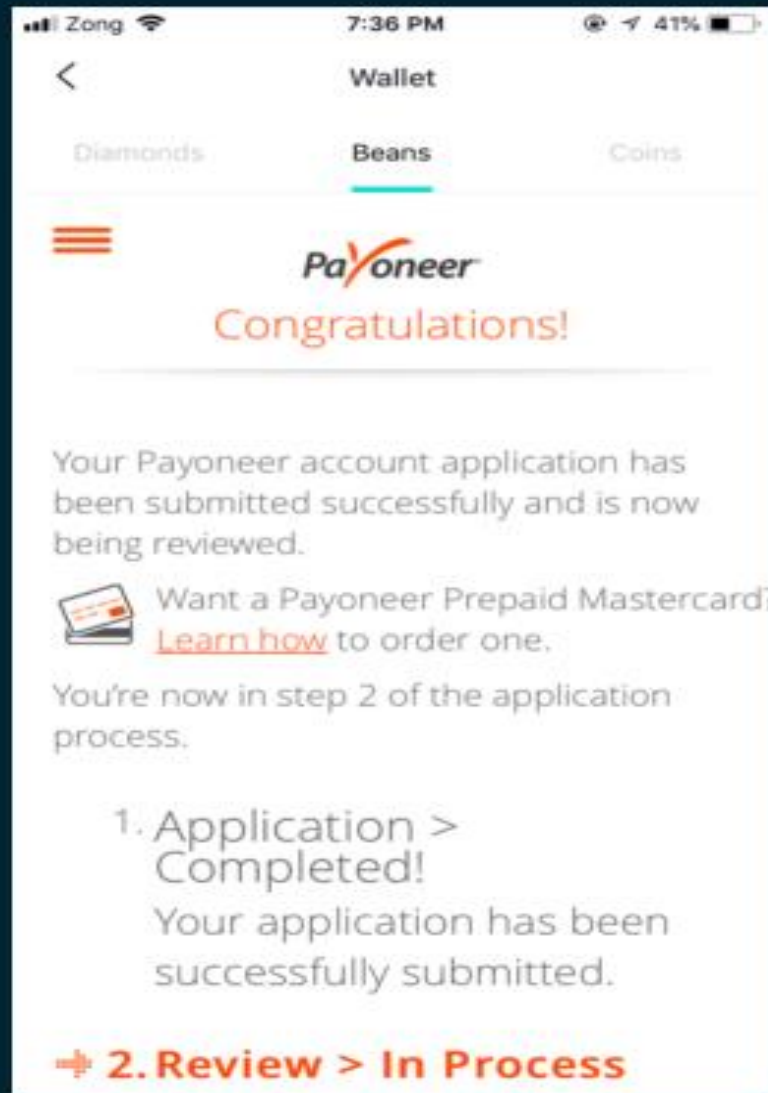 Zong 7:36 PM 41%
Wallet
Diamonds Beans Coins
Payoneer
Congratulations!
Your Payoneer account application has
been submitted successfully and is now
being reviewed.
Want a Payoneer Prepaid Mastercard?
Learn how to order one.
You're now in step 2 of the application
process.
1. Application >
Completed!
Your application has been
successfully submitted.
2. Review > In Process